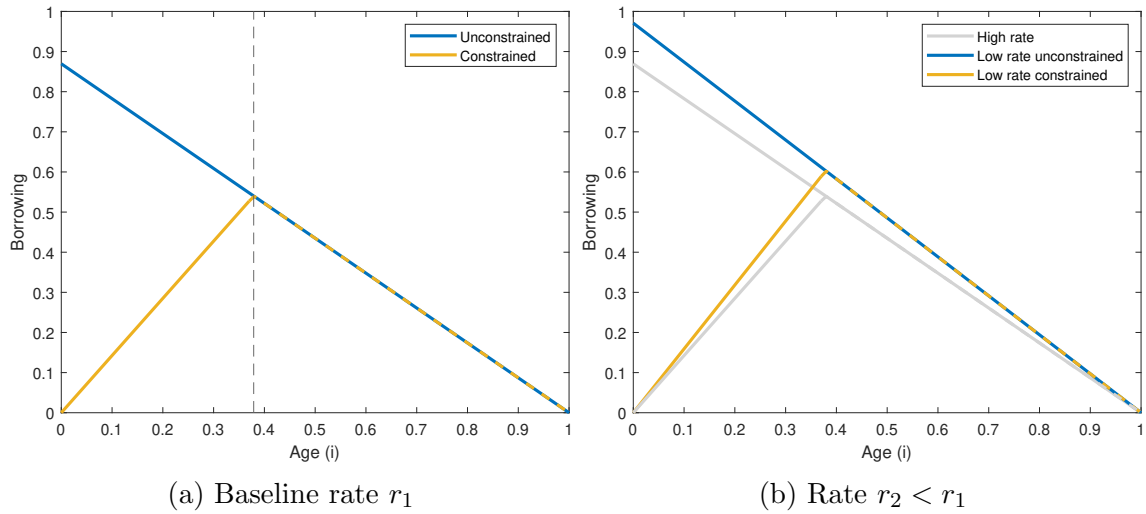 1
0.9
0.8
0.7
0.6
0.5
0.4
0.3
0.2
0.1
0
Borrowing
Unconstrained
Constrained
0 0.1 0.2 0.3 0.4 0.5 0.6 0.7 0.8 0.9 1
Age (i)
(a) Baseline rate r₁
1
0.9
0.8
0.7
0.6
0.5
0.4
0.3
0.2
0.1
0
Borrowing
High rate
Low rate unconstrained
Low rate constrained
0 0.1 0.2 0.3 0.4 0.5 0.6 0.7 0.8 0.9 1
Age (i)
(b) Rate r₂ < r₁